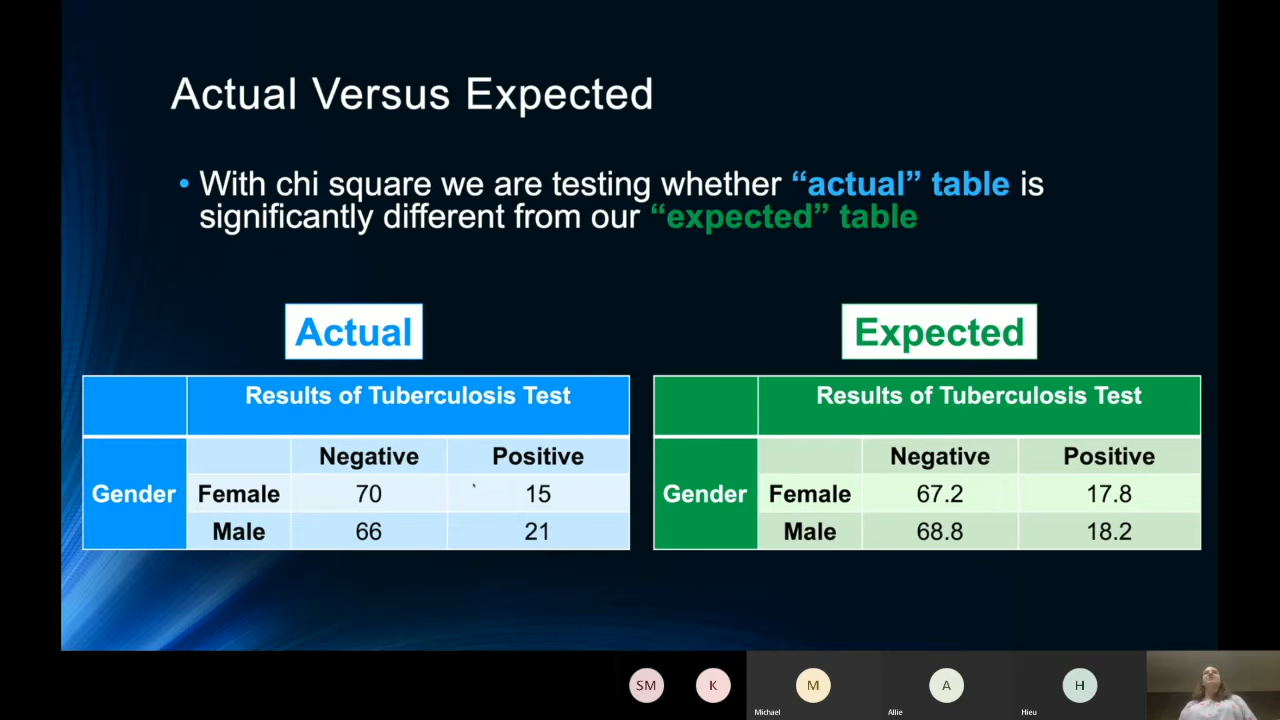 Actual Versus Expected
• With chi square we are testing whether “actual” table is
significantly different from our “expected” table
Actual
Results of Tuberculosis Test
Negative Positive
Gender Female 70 15
Male 66 21
Expected
Results of Tuberculosis Test
Negative Positive
Gender Female 67.2 17.8
Male 68.8 18.2
SM
K
M
Michael
A
Allie
H
Hieu